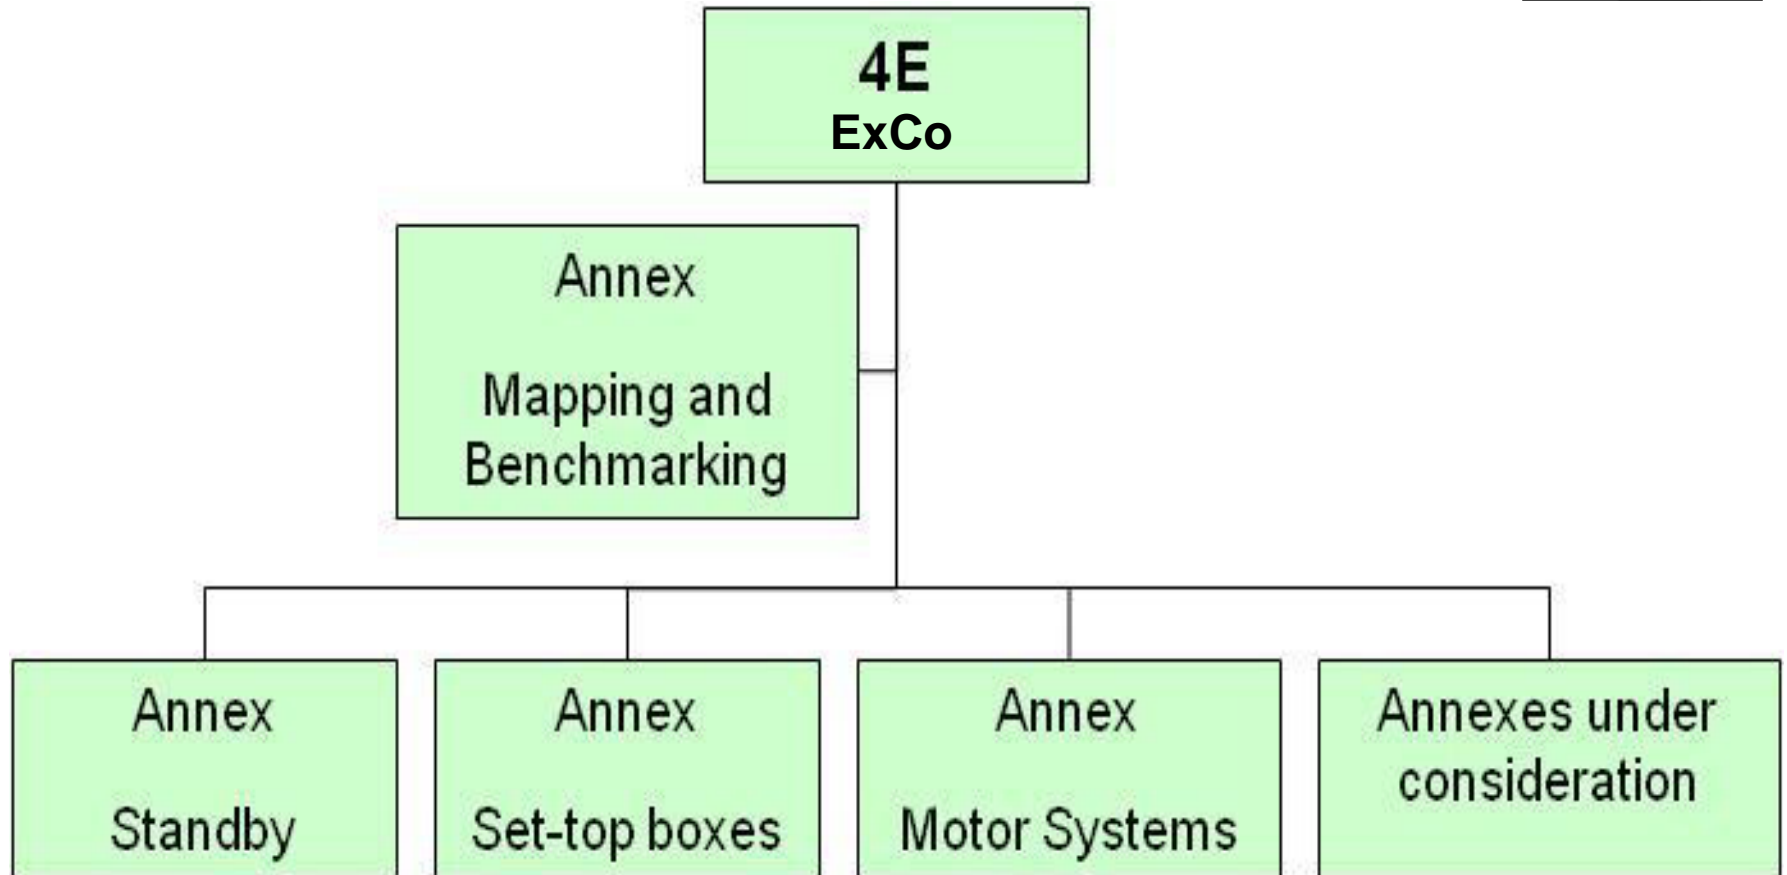 4E
ExCo
Annex
Mapping and
Benchmarking
Annex
Standby
Annex
Set-top boxes
Annex
Motor Systems
Annexes under
consideration